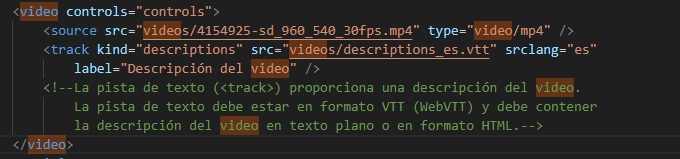 <video controls="controls">
<source src="videos/4154925-sd_960_540_30fps.mp4" type="video/mp4" />
<track kind="descriptions" src="videos/descriptions_es.vtt" srclang="es"
label="Descripción del video" />
<!--La pista de texto (<track>) proporciona una descripción del video.
La pista de texto debe estar en formato VTT (WebVTT) y debe contener
la descripción del video en texto plano o en formato HTML.-->
</video>